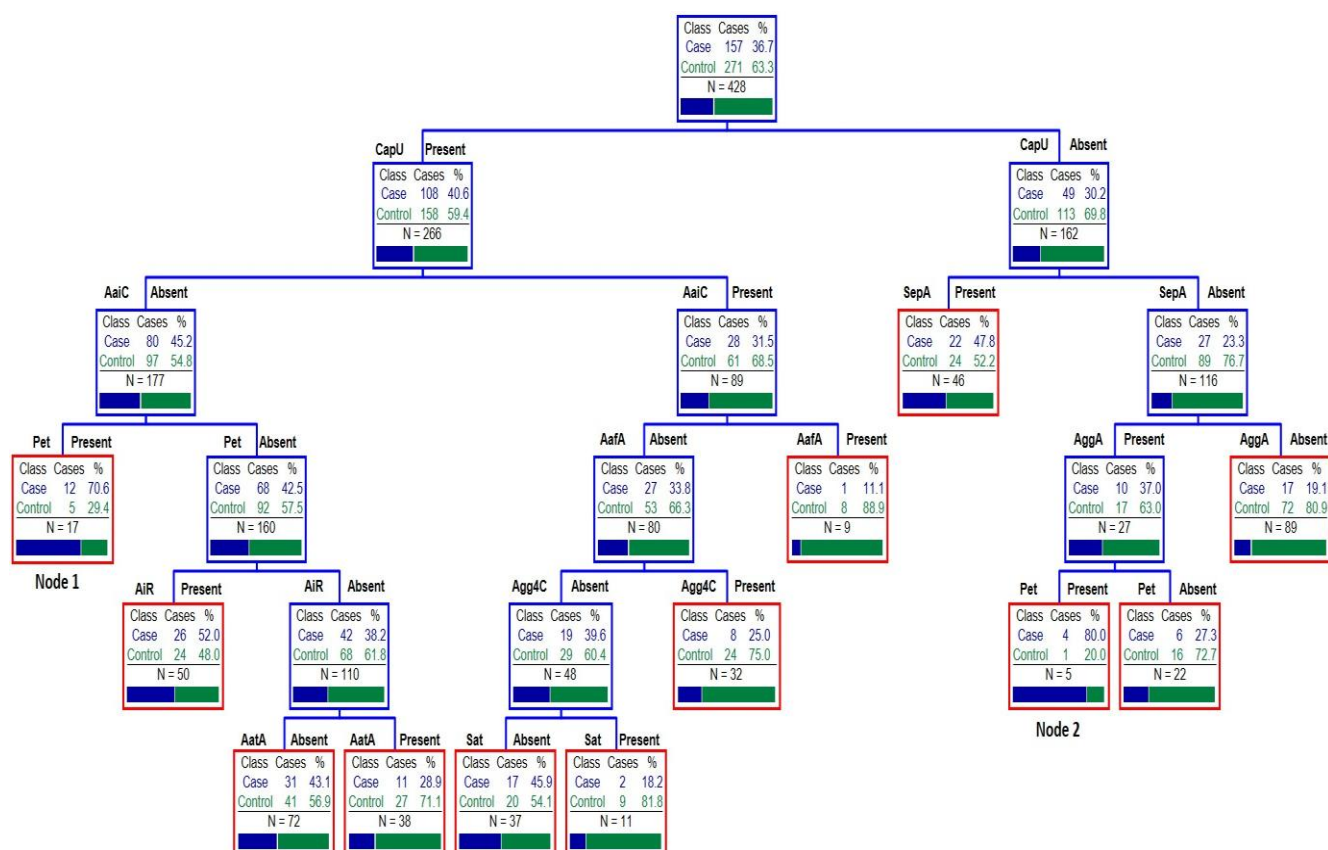 Class Cases %
Case 157 36.7
Control 271 63.3
N = 428
CapU Present
Class Cases %
Case 108 40.6
Control 158 59.4
N = 266
CapU Absent
Class Cases %
Case 49 30.2
Control 113 69.8
N = 162
AaiC Absent
Class Cases %
Case 80 45.2
Control 97 54.8
N = 177
AaiC Present
Class Cases %
Case 28 31.5
Control 61 68.5
N = 89
SepA Present
Class Cases %
Case 22 47.8
Control 24 52.2
N = 46
SepA Absent
Class Cases %
Case 27 23.3
Control 89 76.7
N = 116
Pet Present
Class Cases %
Case 12 70.6
Control 5 29.4
N = 17
Node 1
Pet Absent
Class Cases %
Case 68 42.5
Control 92 57.5
N = 160
AafA Absent
Class Cases %
Case 27 33.8
Control 53 66.3
N = 80
AafA Present
Class Cases %
Case 1 11.1
Control 8 88.9
N = 9
AggA Present
Class Cases %
Case 10 37.0
Control 17 63.0
N = 27
AggA Absent
Class Cases %
Case 17 19.1
Control 72 80.9
N = 89
AiR Present
Class Cases %
Case 26 52.0
Control 24 48.0
N = 50
AiR Absent
Class Cases %
Case 42 38.2
Control 68 61.8
N = 110
Agg4C Absent
Class Cases %
Case 19 39.6
Control 29 60.4
N = 48
Agg4C Present
Class Cases %
Case 8 25.0
Control 24 75.0
N = 32
Pet Present
Class Cases %
Case 4 80.0
Control 1 20.0
N = 5
Node 2
Pet Absent
Class Cases %
Case 6 27.3
Control 16 72.7
N = 22
AatA Absent
Class Cases %
Case 31 43.1
Control 41 56.9
N = 72
AatA Present
Class Cases %
Case 11 28.9
Control 27 71.1
N = 38
Sat Absent
Class Cases %
Case 17 45.9
Control 20 54.1
N = 37
Sat Present
Class Cases %
Case 2 18.2
Control 9 81.8
N = 11